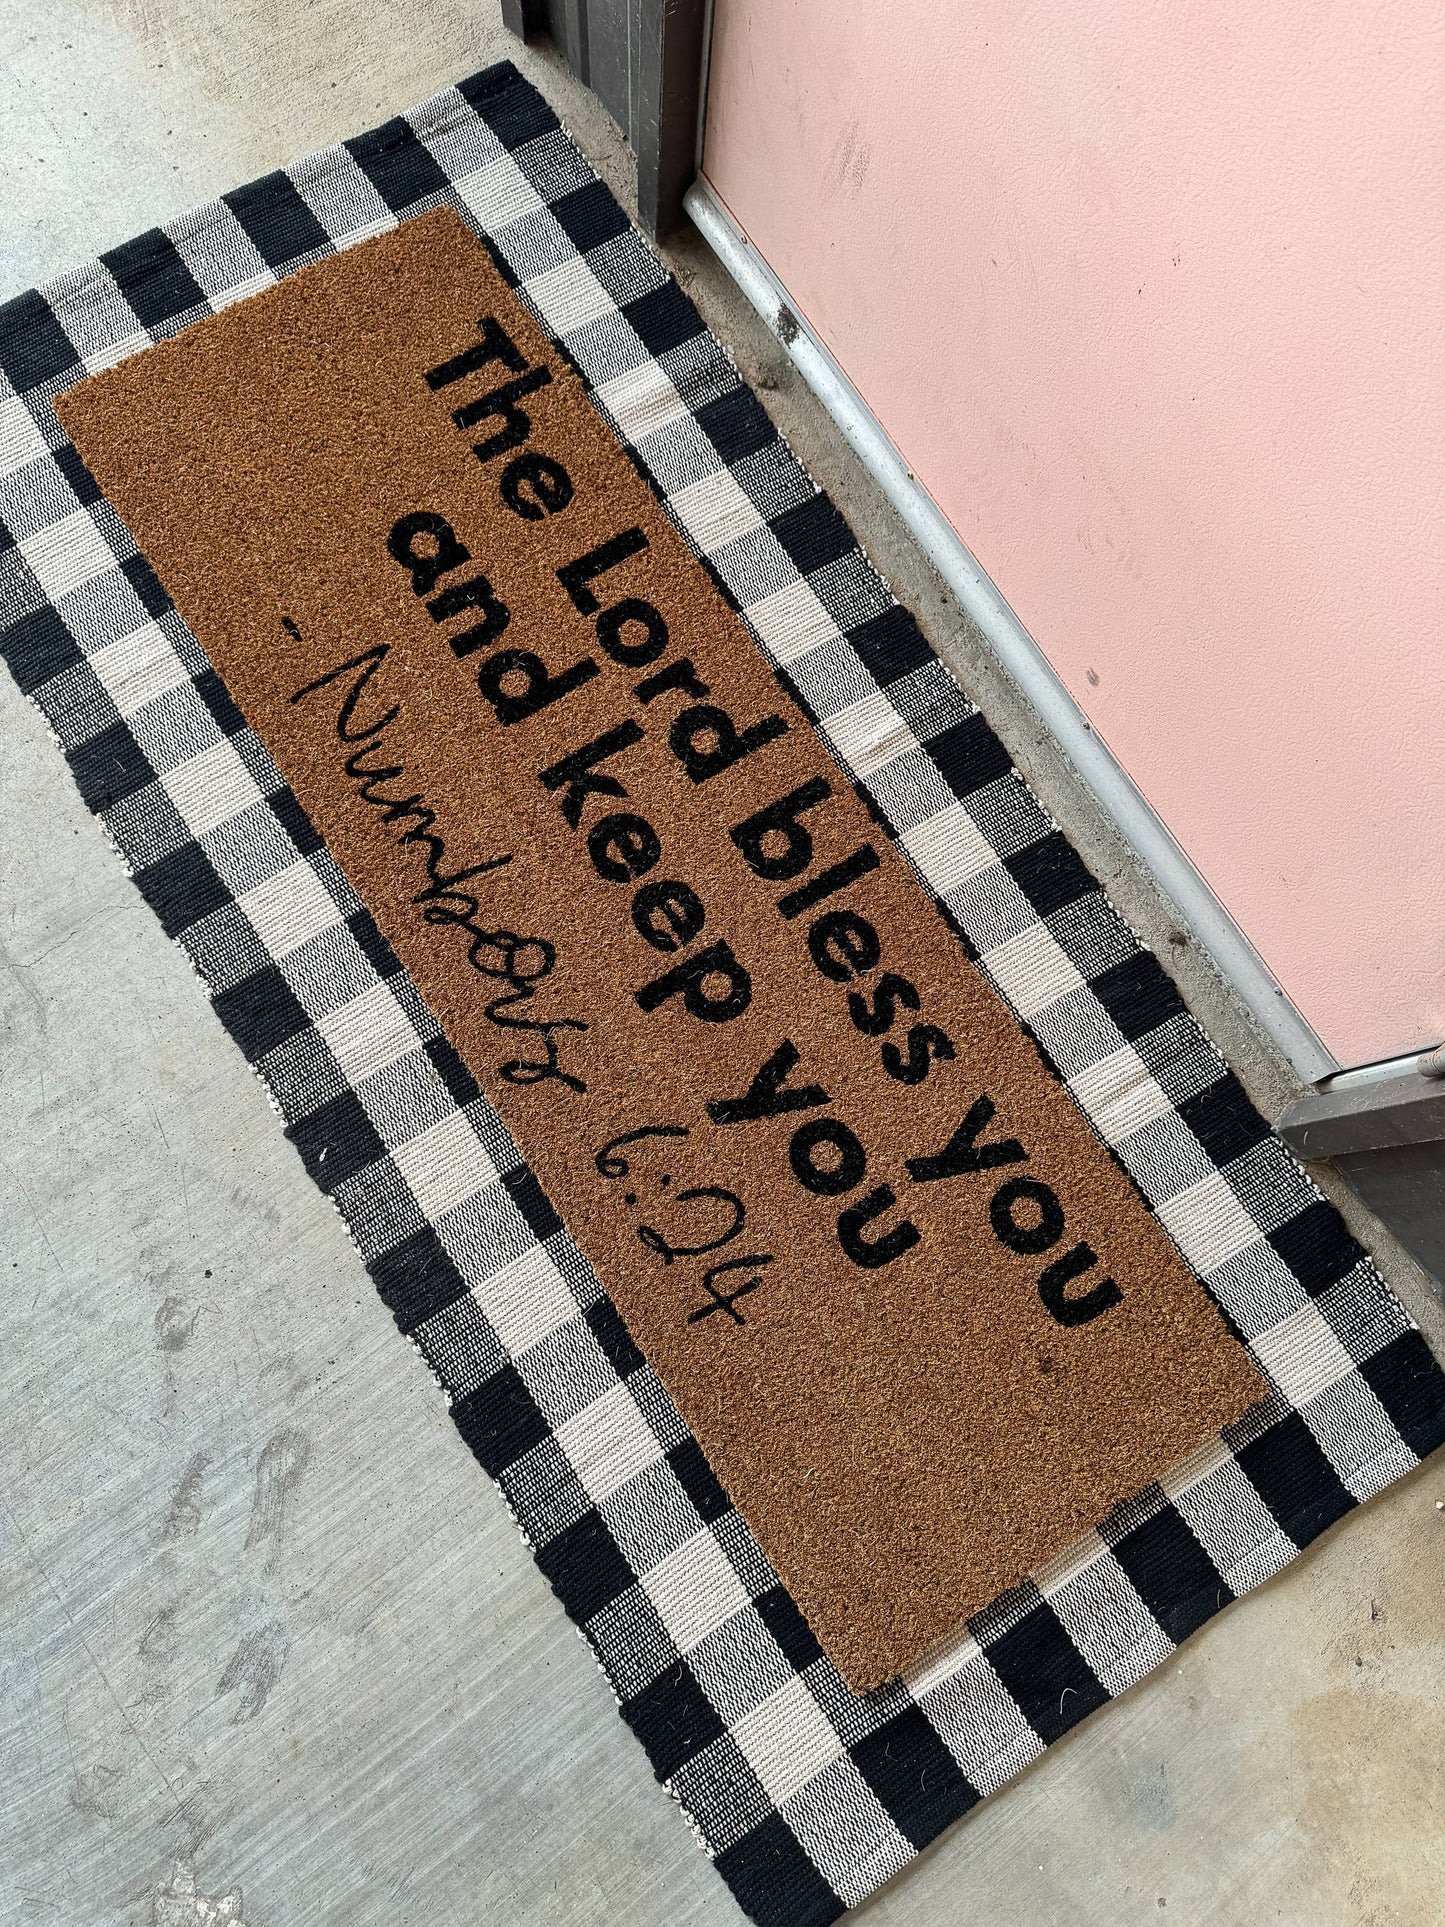 The Lord bless you
and keep you
- Numbers 6:24